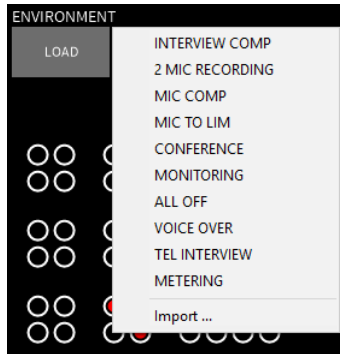 ENVIRONMENT
LOAD
INTERVIEW COMP
2 MIC RECORDING
MIC COMP
MIC TO LIM
CONFERENCE
MONITORING
ALL OFF
VOICE OVER
TEL INTERVIEW
METERING
Import ...